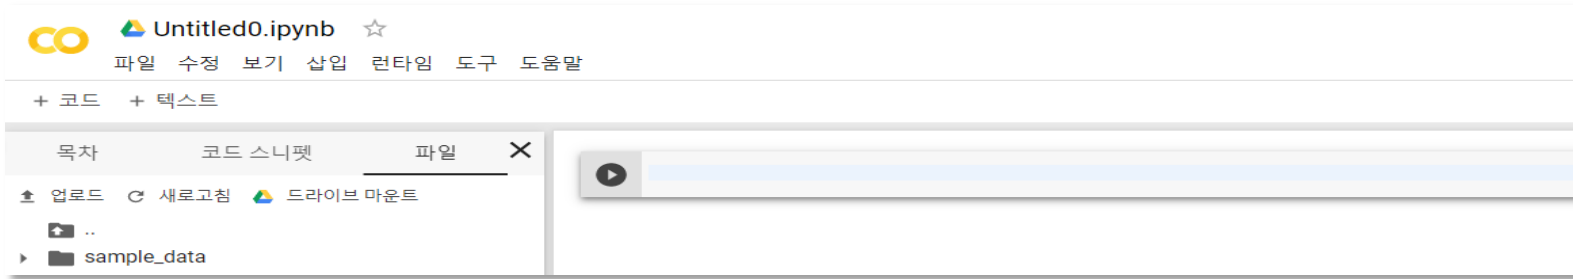 Untitled0.ipynb
파일 수정 보기 삽입 런타임 도구 도움말
+ 코드 + 텍스트
목차 코드 스니펫 파일
업로드 새로고침 드라이브 마운트
..
sample_data